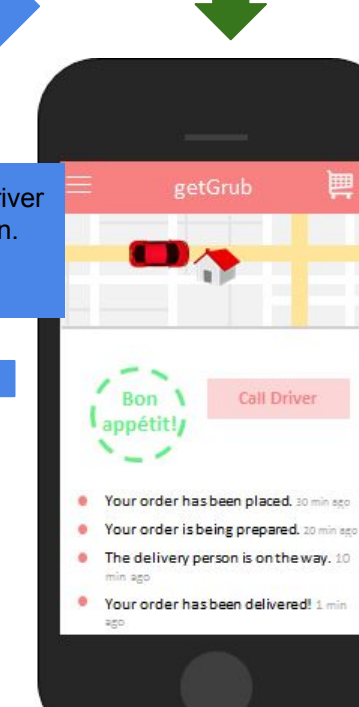 iver
n.
getGrub
Bon
appétit!
Call Driver
Your order has been placed. 30 min ago
Your order is being prepared. 20 min ago
The delivery person is on the way. 10
min ago
Your order has been delivered! 1 min
ago